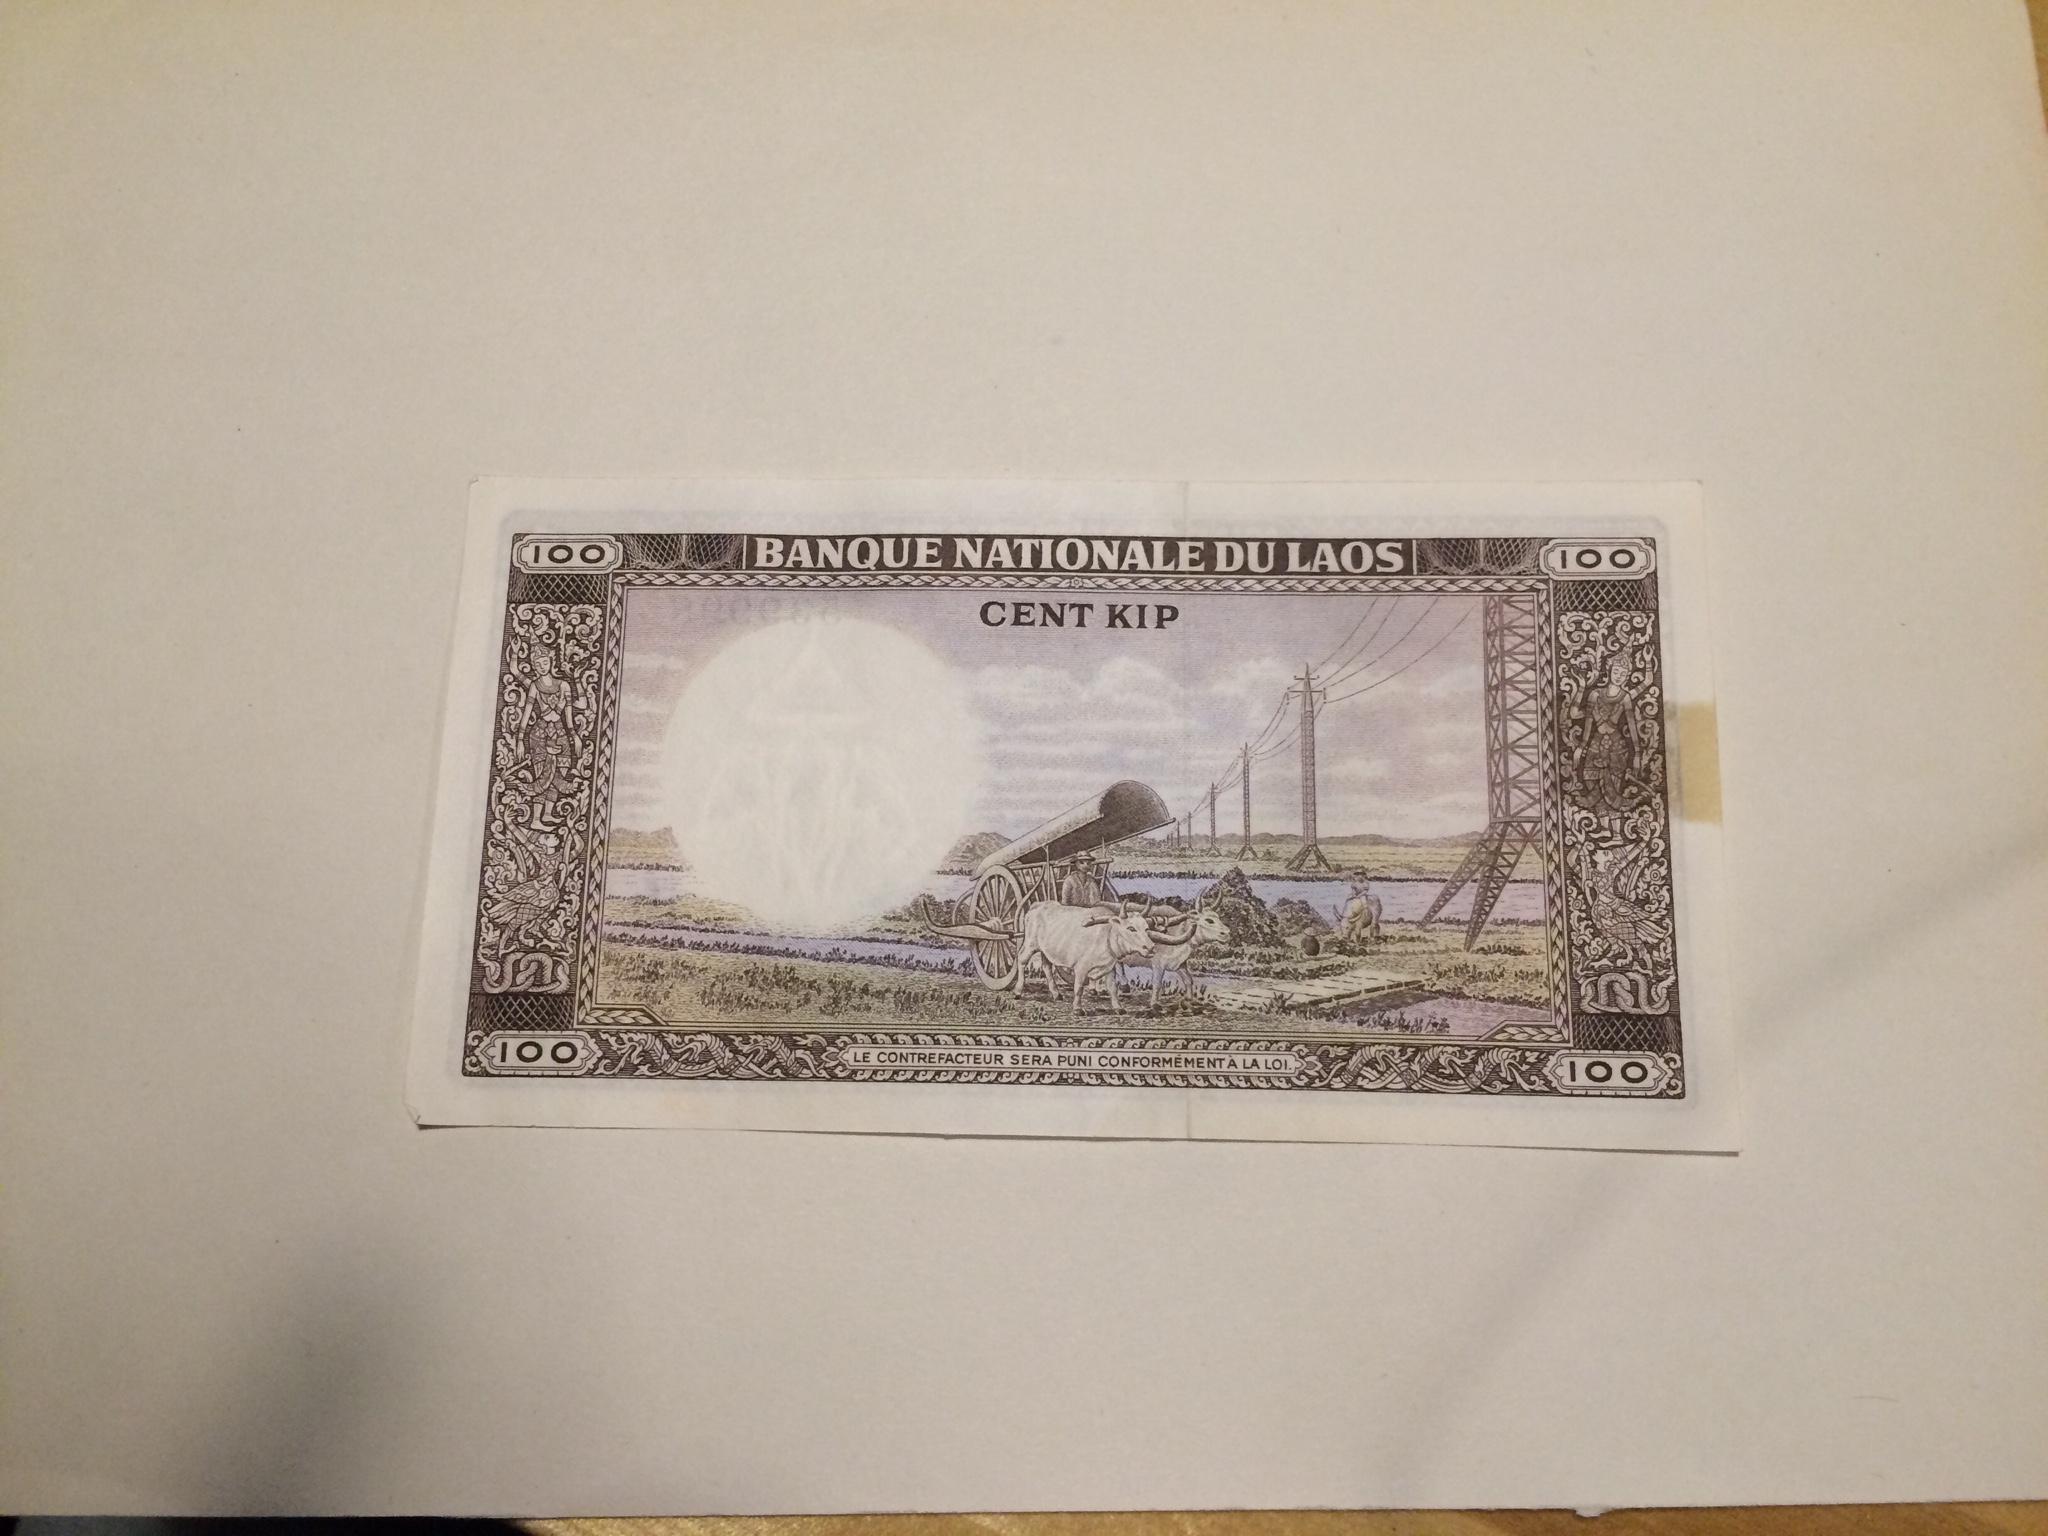 100 BANQUE NATIONALE DU LAOS 100
CENT KIP
100 LE CONTREFACTEUR SERA PUNI CONFORMÉMENT À LA LOI. 100